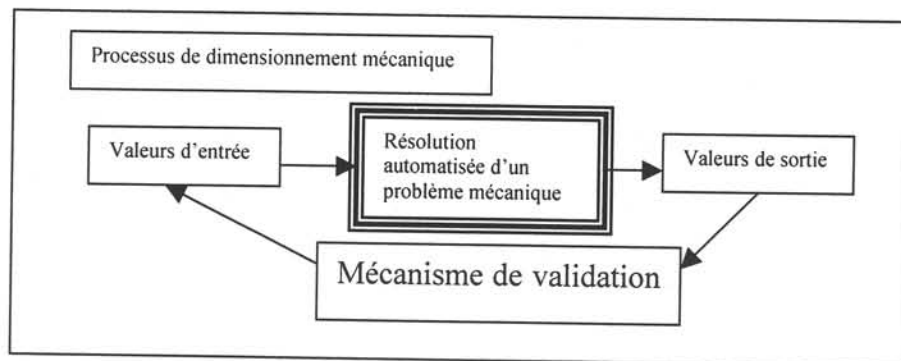 Processus de dimensionnement mécanique
Valeurs d'entrée
Résolution
automatisée d'un
problème mécanique
Valeurs de sortie
Mécanisme de validation